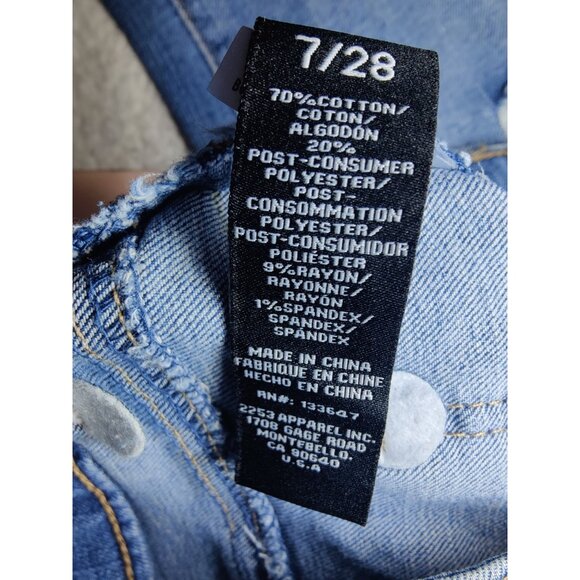 7/28
70%COTTON/
COTON/
ALGODÓN
20%
POST-CONSUMER
POLYESTER/
POST-
CONSOMMATION
POLYESTER/
POST-CONSUMIDOR
POLIÉSTER
9%RAYON/
RAYONNE/
RAYÓN
1%SPANDEX/
SPANDEX/
SPANDEX
MADE IN CHINA
FABRIQUE EN CHINE
HECHO EN CHINA
RN#: 133647
2253 APPAREL INC.
1708 GAGE ROAD
MONTEBELLO,
CA 90640
U.S.A